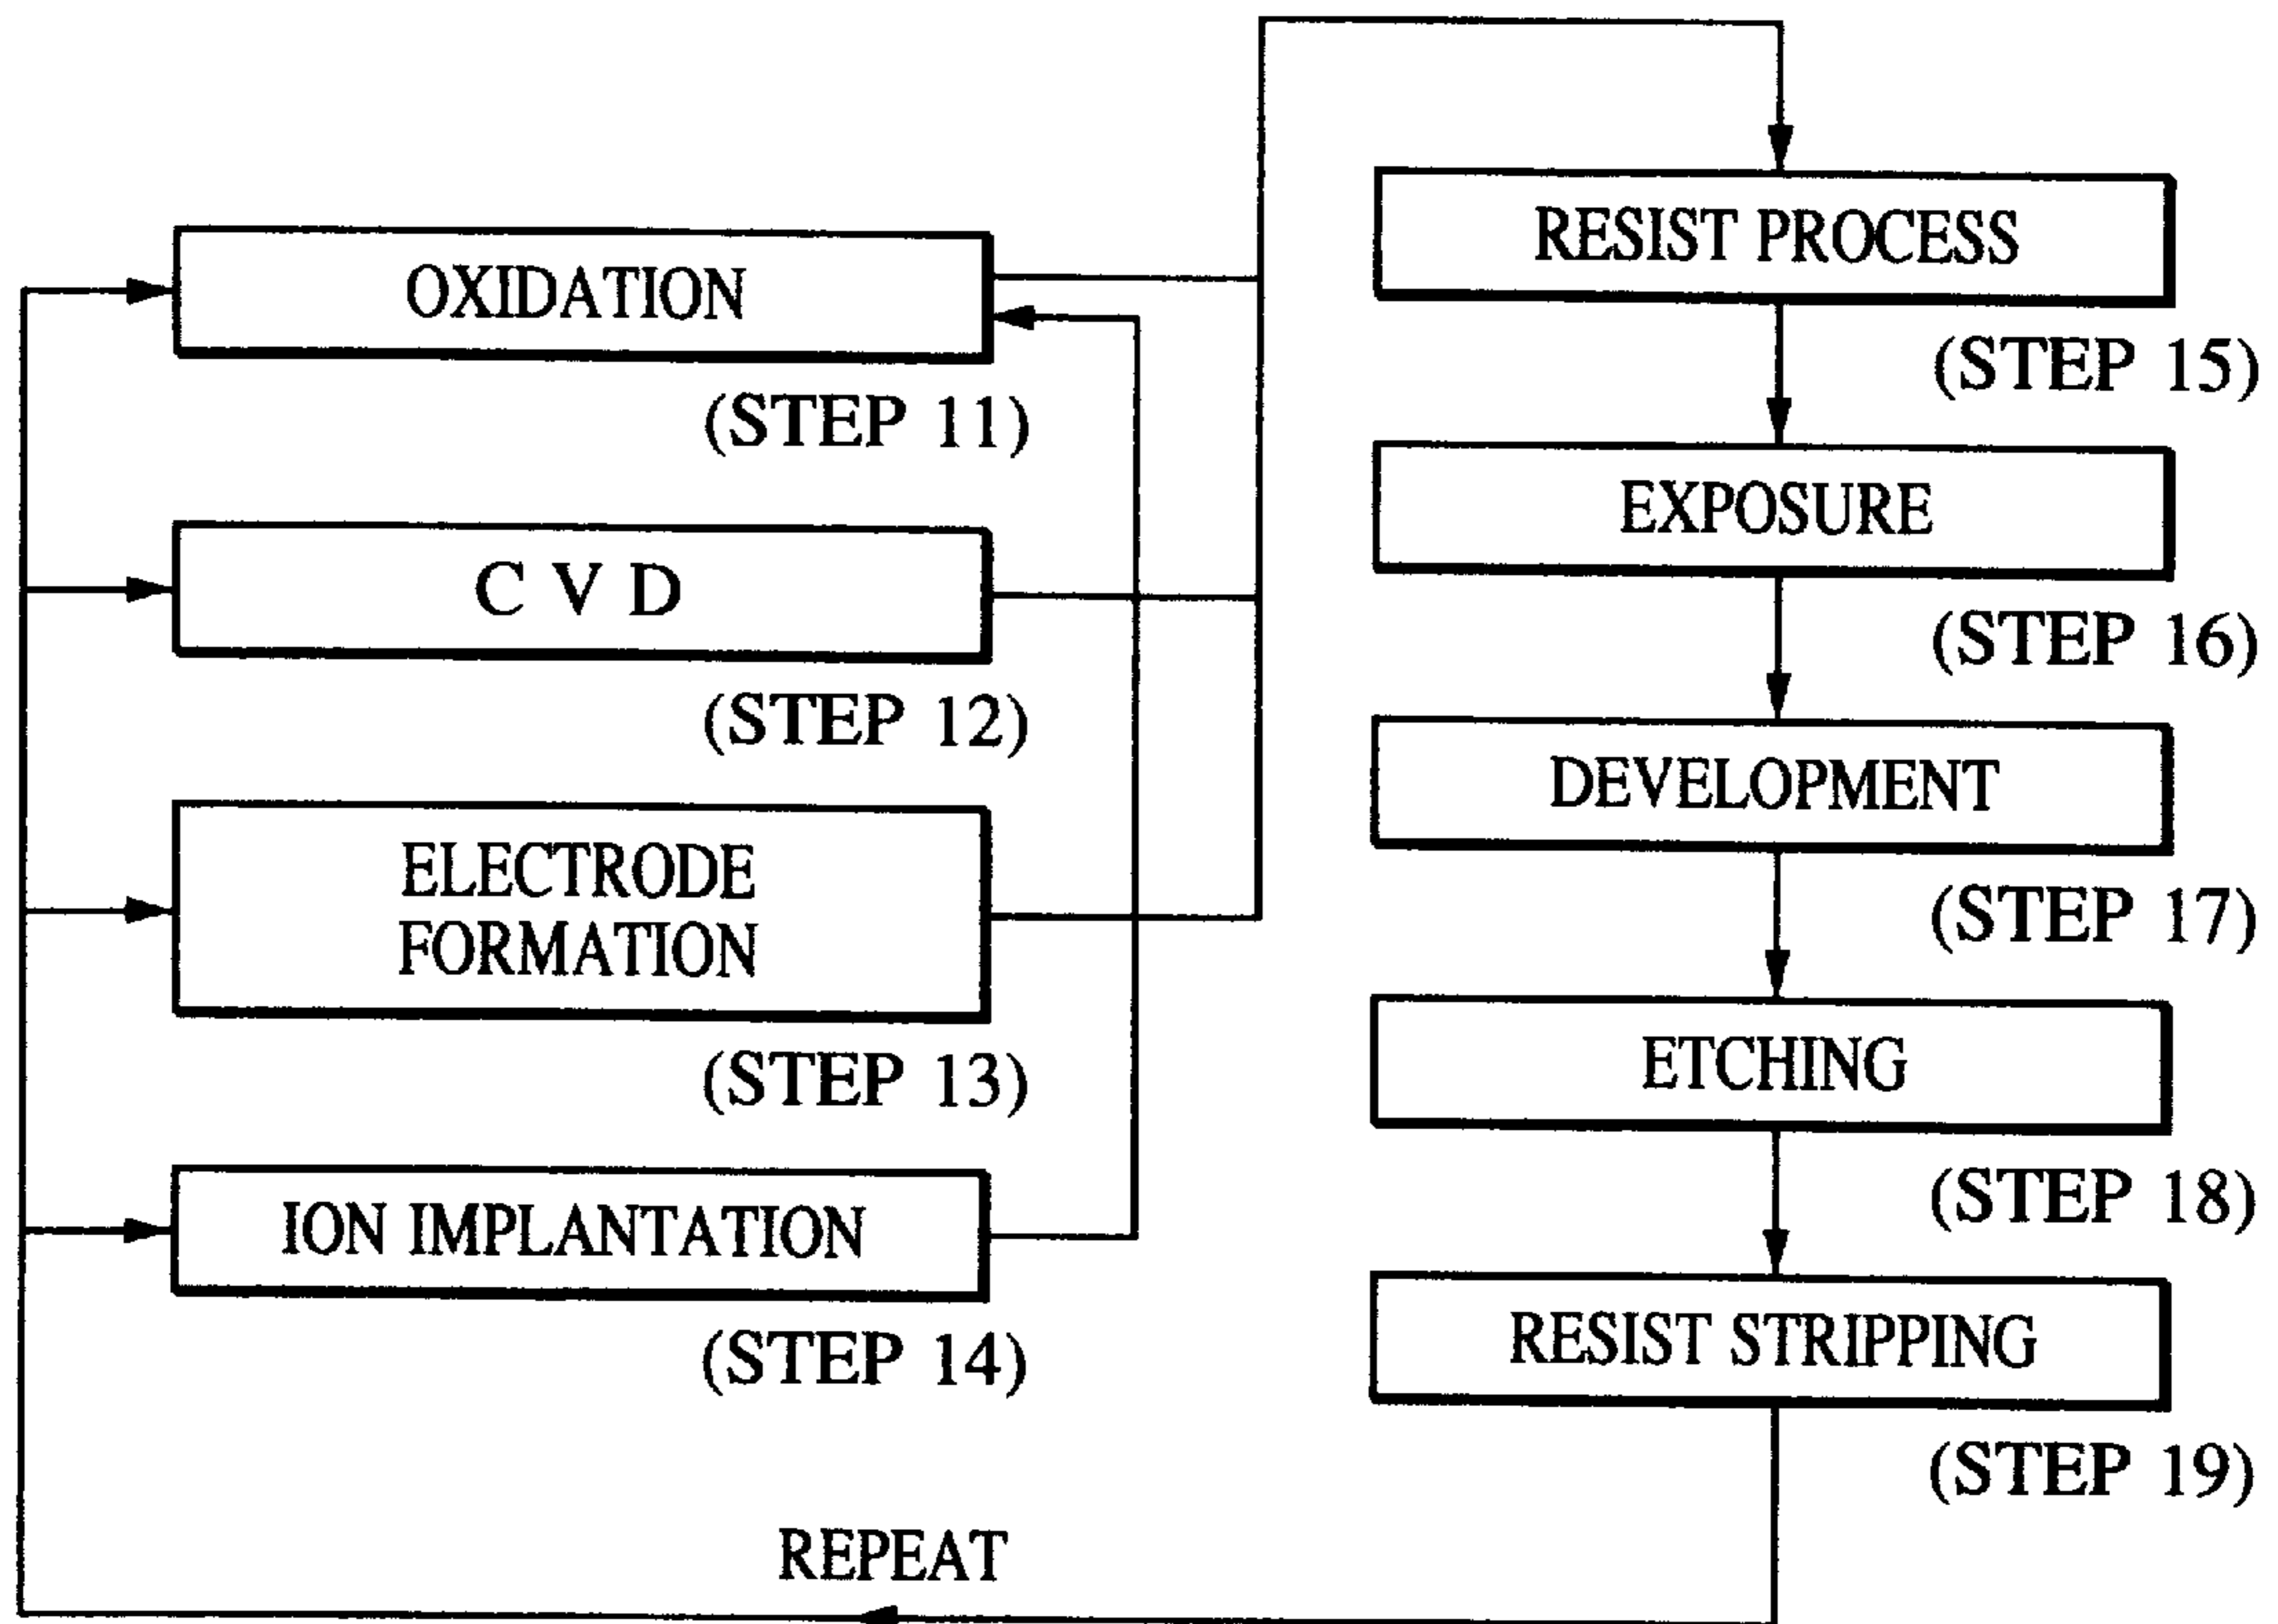 OXIDATION
(STEP 11)
C V D
(STEP 12)
ELECTRODE
FORMATION
(STEP 13)
ION IMPLANTATION
(STEP 14)
RESIST PROCESS
(STEP 15)
EXPOSURE
(STEP 16)
DEVELOPMENT
(STEP 17)
ETCHING
(STEP 18)
RESIST STRIPPING
(STEP 19)
REPEAT